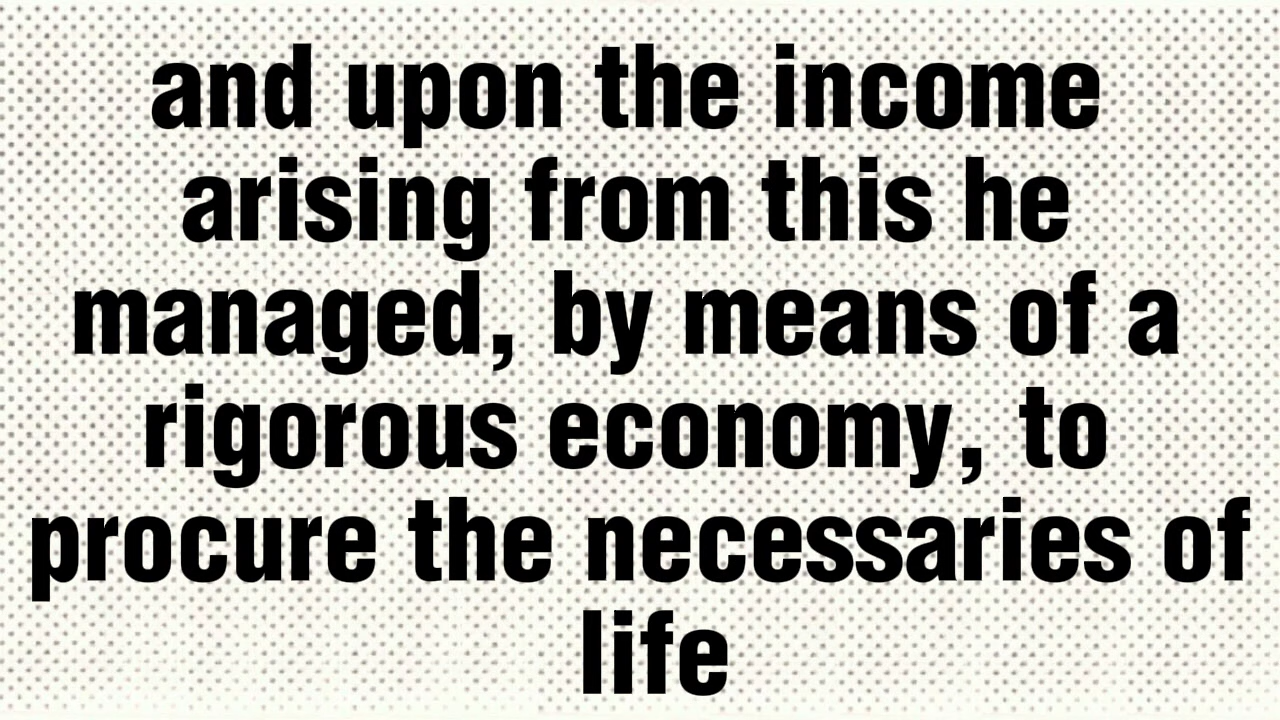 and upon the income
arising from this he
managed, by means of a
rigorous economy, to
procure the necessaries of
life